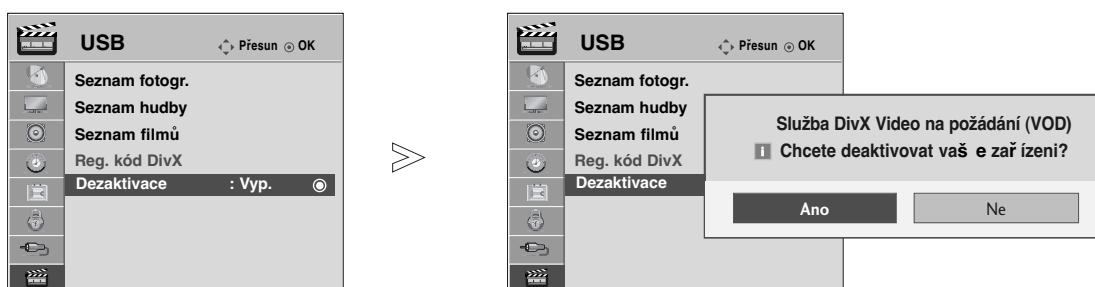 USB
Přesun OK
Seznam fotogr.
Seznam hudby
Seznam filmů
Reg. kód DivX
Dezaktivace : Vyp.
USB
Přesun OK
Seznam fotogr.
Seznam hudby
Seznam filmů
Reg. kód DivX
Dezaktivace
Služba DivX Video na požádání (VOD)
i Chcete deaktivovat vaš e zař ízeni?
Ano Ne